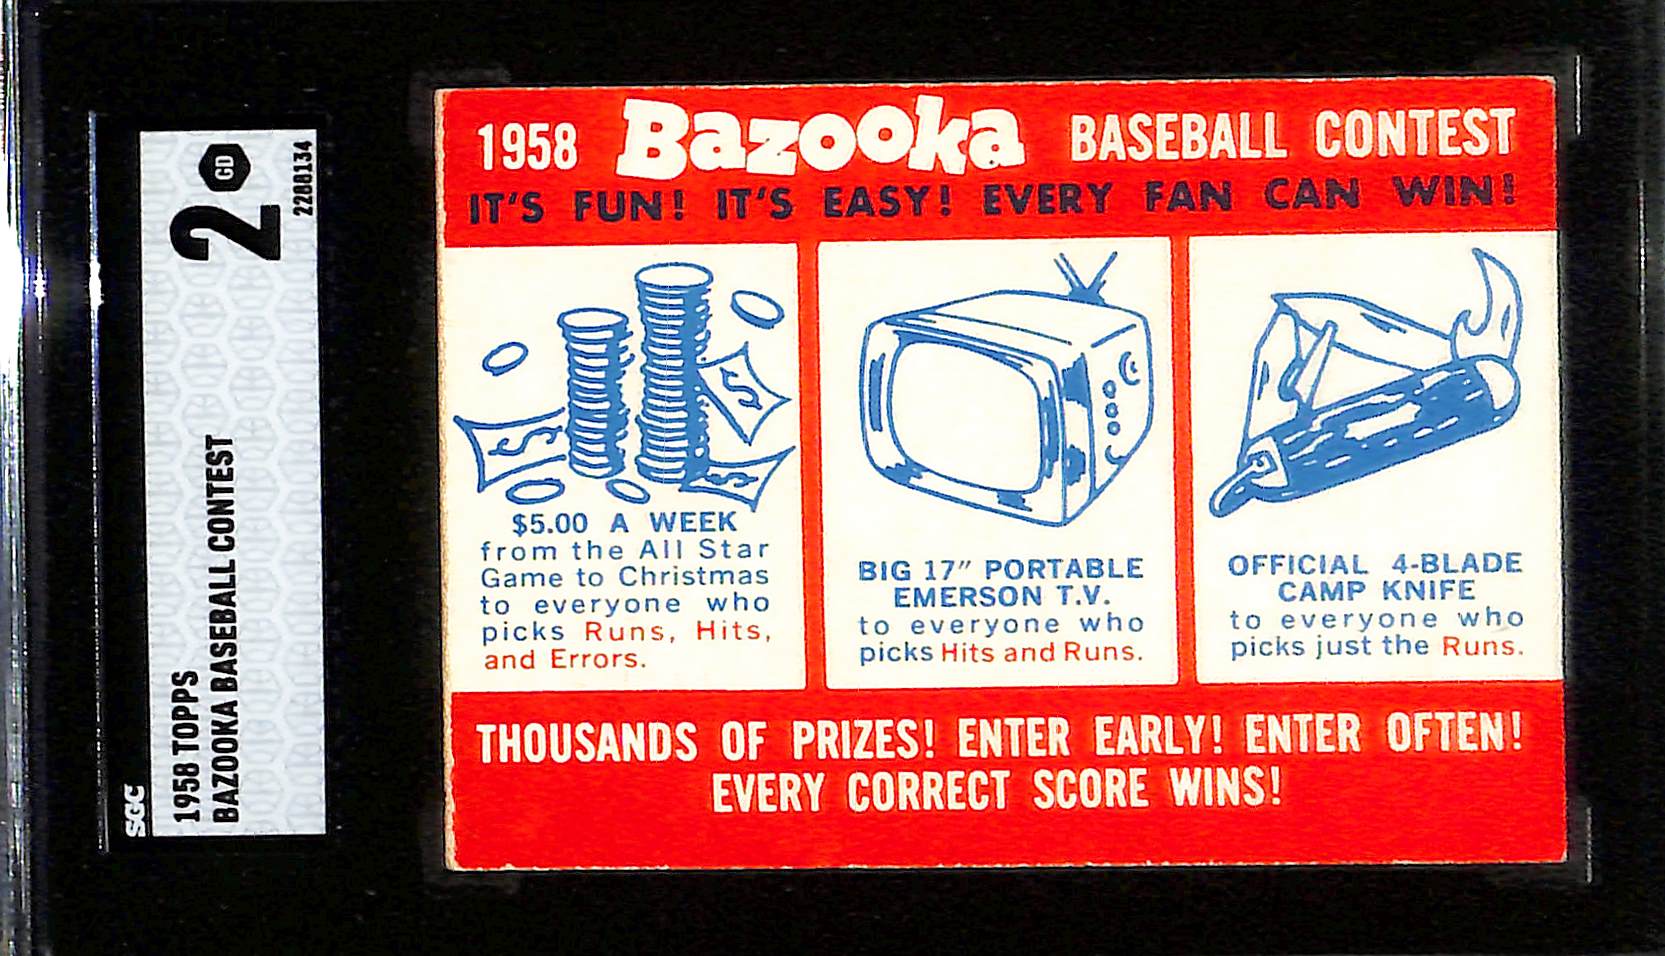 SGC
1958 TOPPS
BAZOOKA BASEBALL CONTEST
GD
2
2288134
1958 Bazooka BASEBALL CONTEST
IT'S FUN! IT'S EASY! EVERY FAN CAN WIN!
$5.00 A WEEK
from the All Star
Game to Christmas
to everyone who
picks Runs, Hits,
and Errors.
BIG 17" PORTABLE
EMERSON T.V.
to everyone who
picks Hits and Runs.
OFFICIAL 4-BLADE
CAMP KNIFE
to everyone who
picks just the Runs.
THOUSANDS OF PRIZES! ENTER EARLY! ENTER OFTEN!
EVERY CORRECT SCORE WINS!